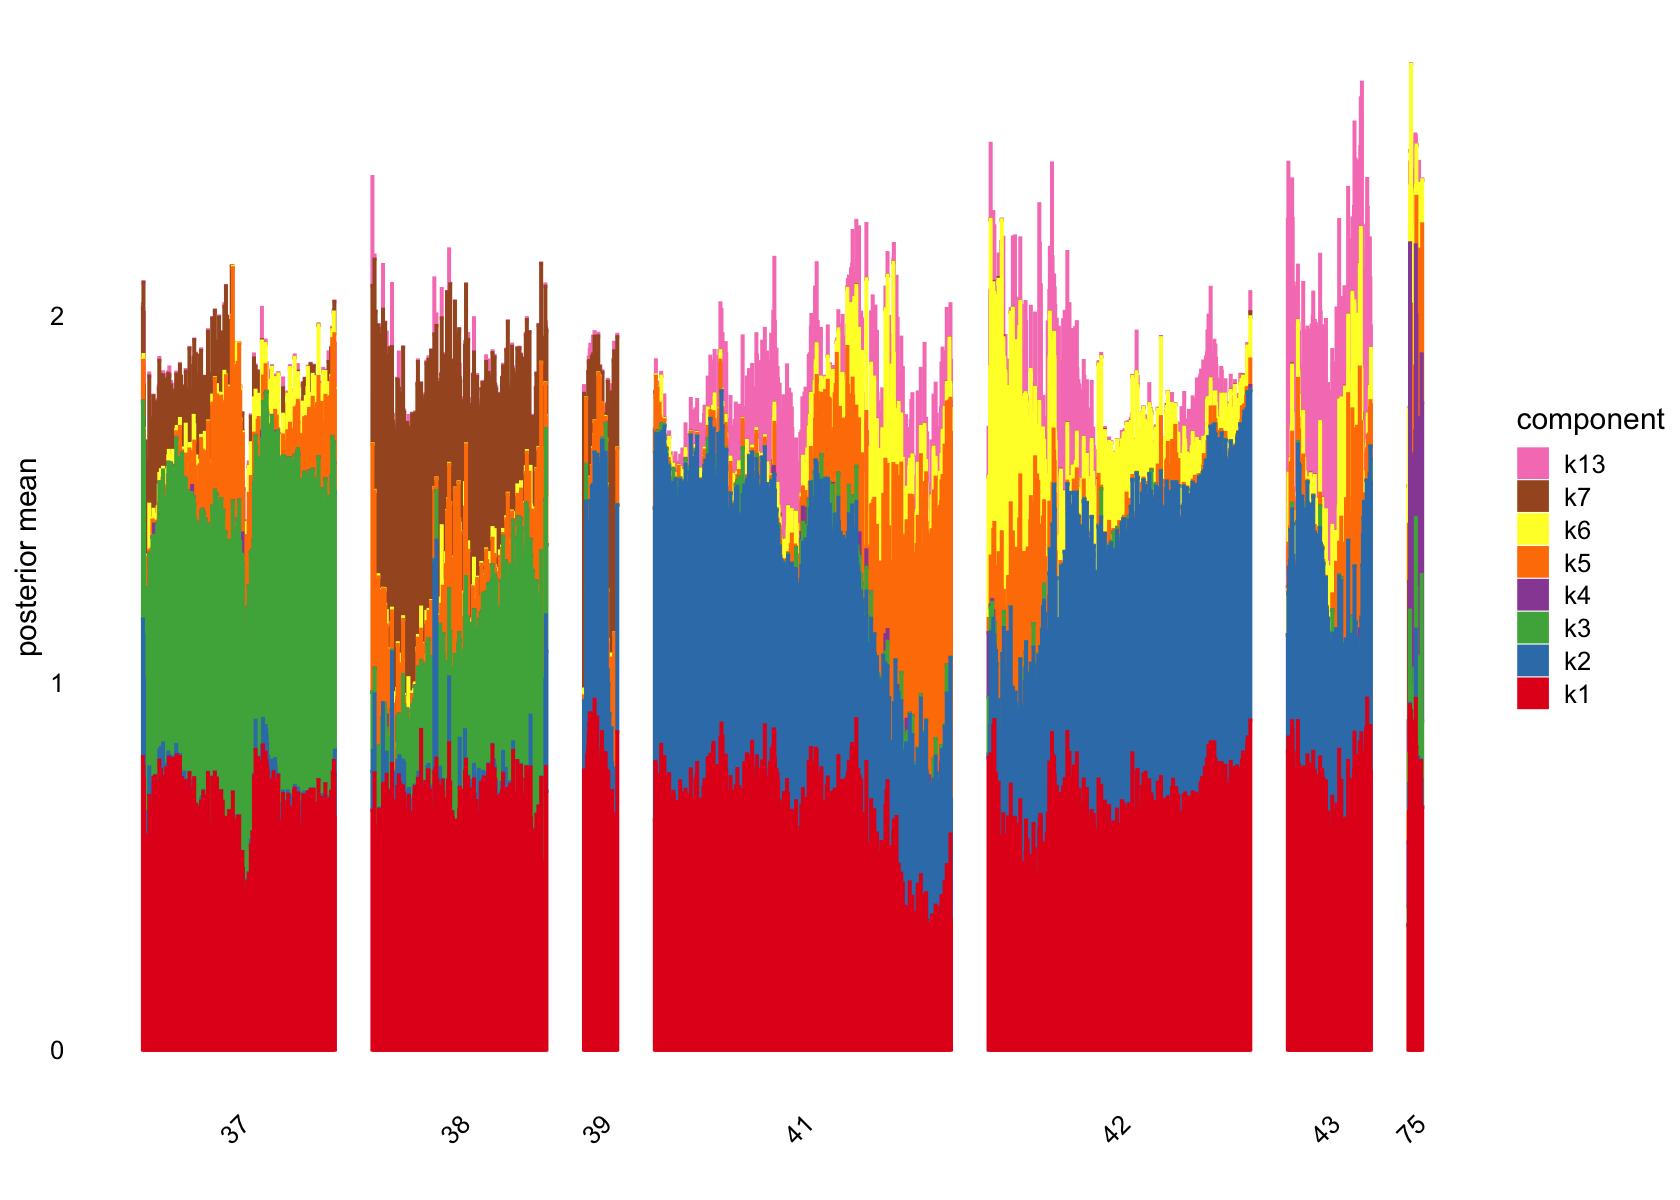 posterior mean
2
1
0
37
38
39
41
42
43
75
component
k13
k7
k6
k5
k4
k3
k2
k1